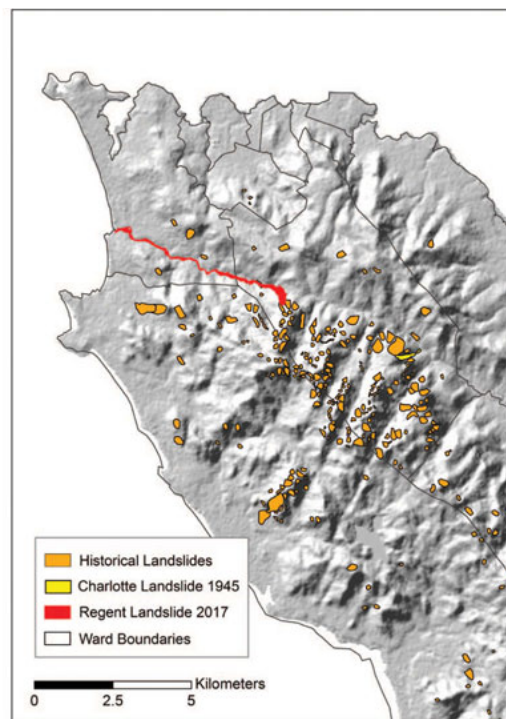 Historical Landslides
Charlotte Landslide 1945
Regent Landslide 2017
Ward Boundaries
Kilometers
0 2.5 5